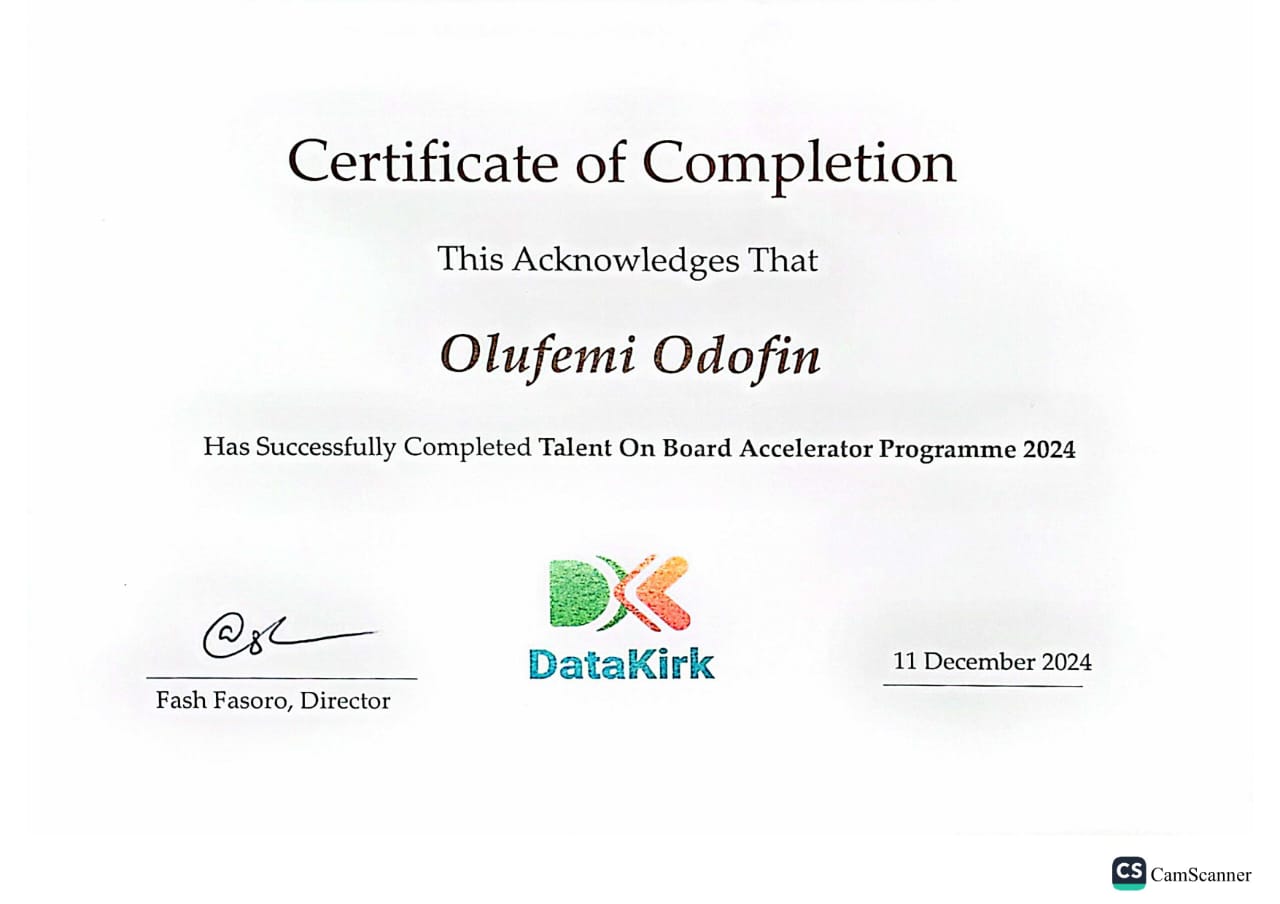 Certificate of Completion
This Acknowledges That
Olufemi Odofin
Has Successfully Completed Talent On Board Accelerator Programme 2024
DataKirk
11 December 2024
Fash Fasoro, Director
CS CamScanner